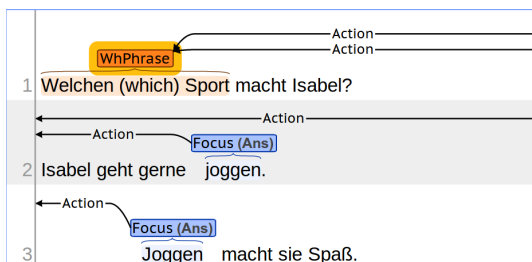 Action
Action
WhPhrase
1 Welchen (which) Sport macht Isabel?
Action
Action
Focus (Ans)
2 Isabel geht gerne joggen.
Action
Focus (Ans)
3 Joggen macht sie Spaß.